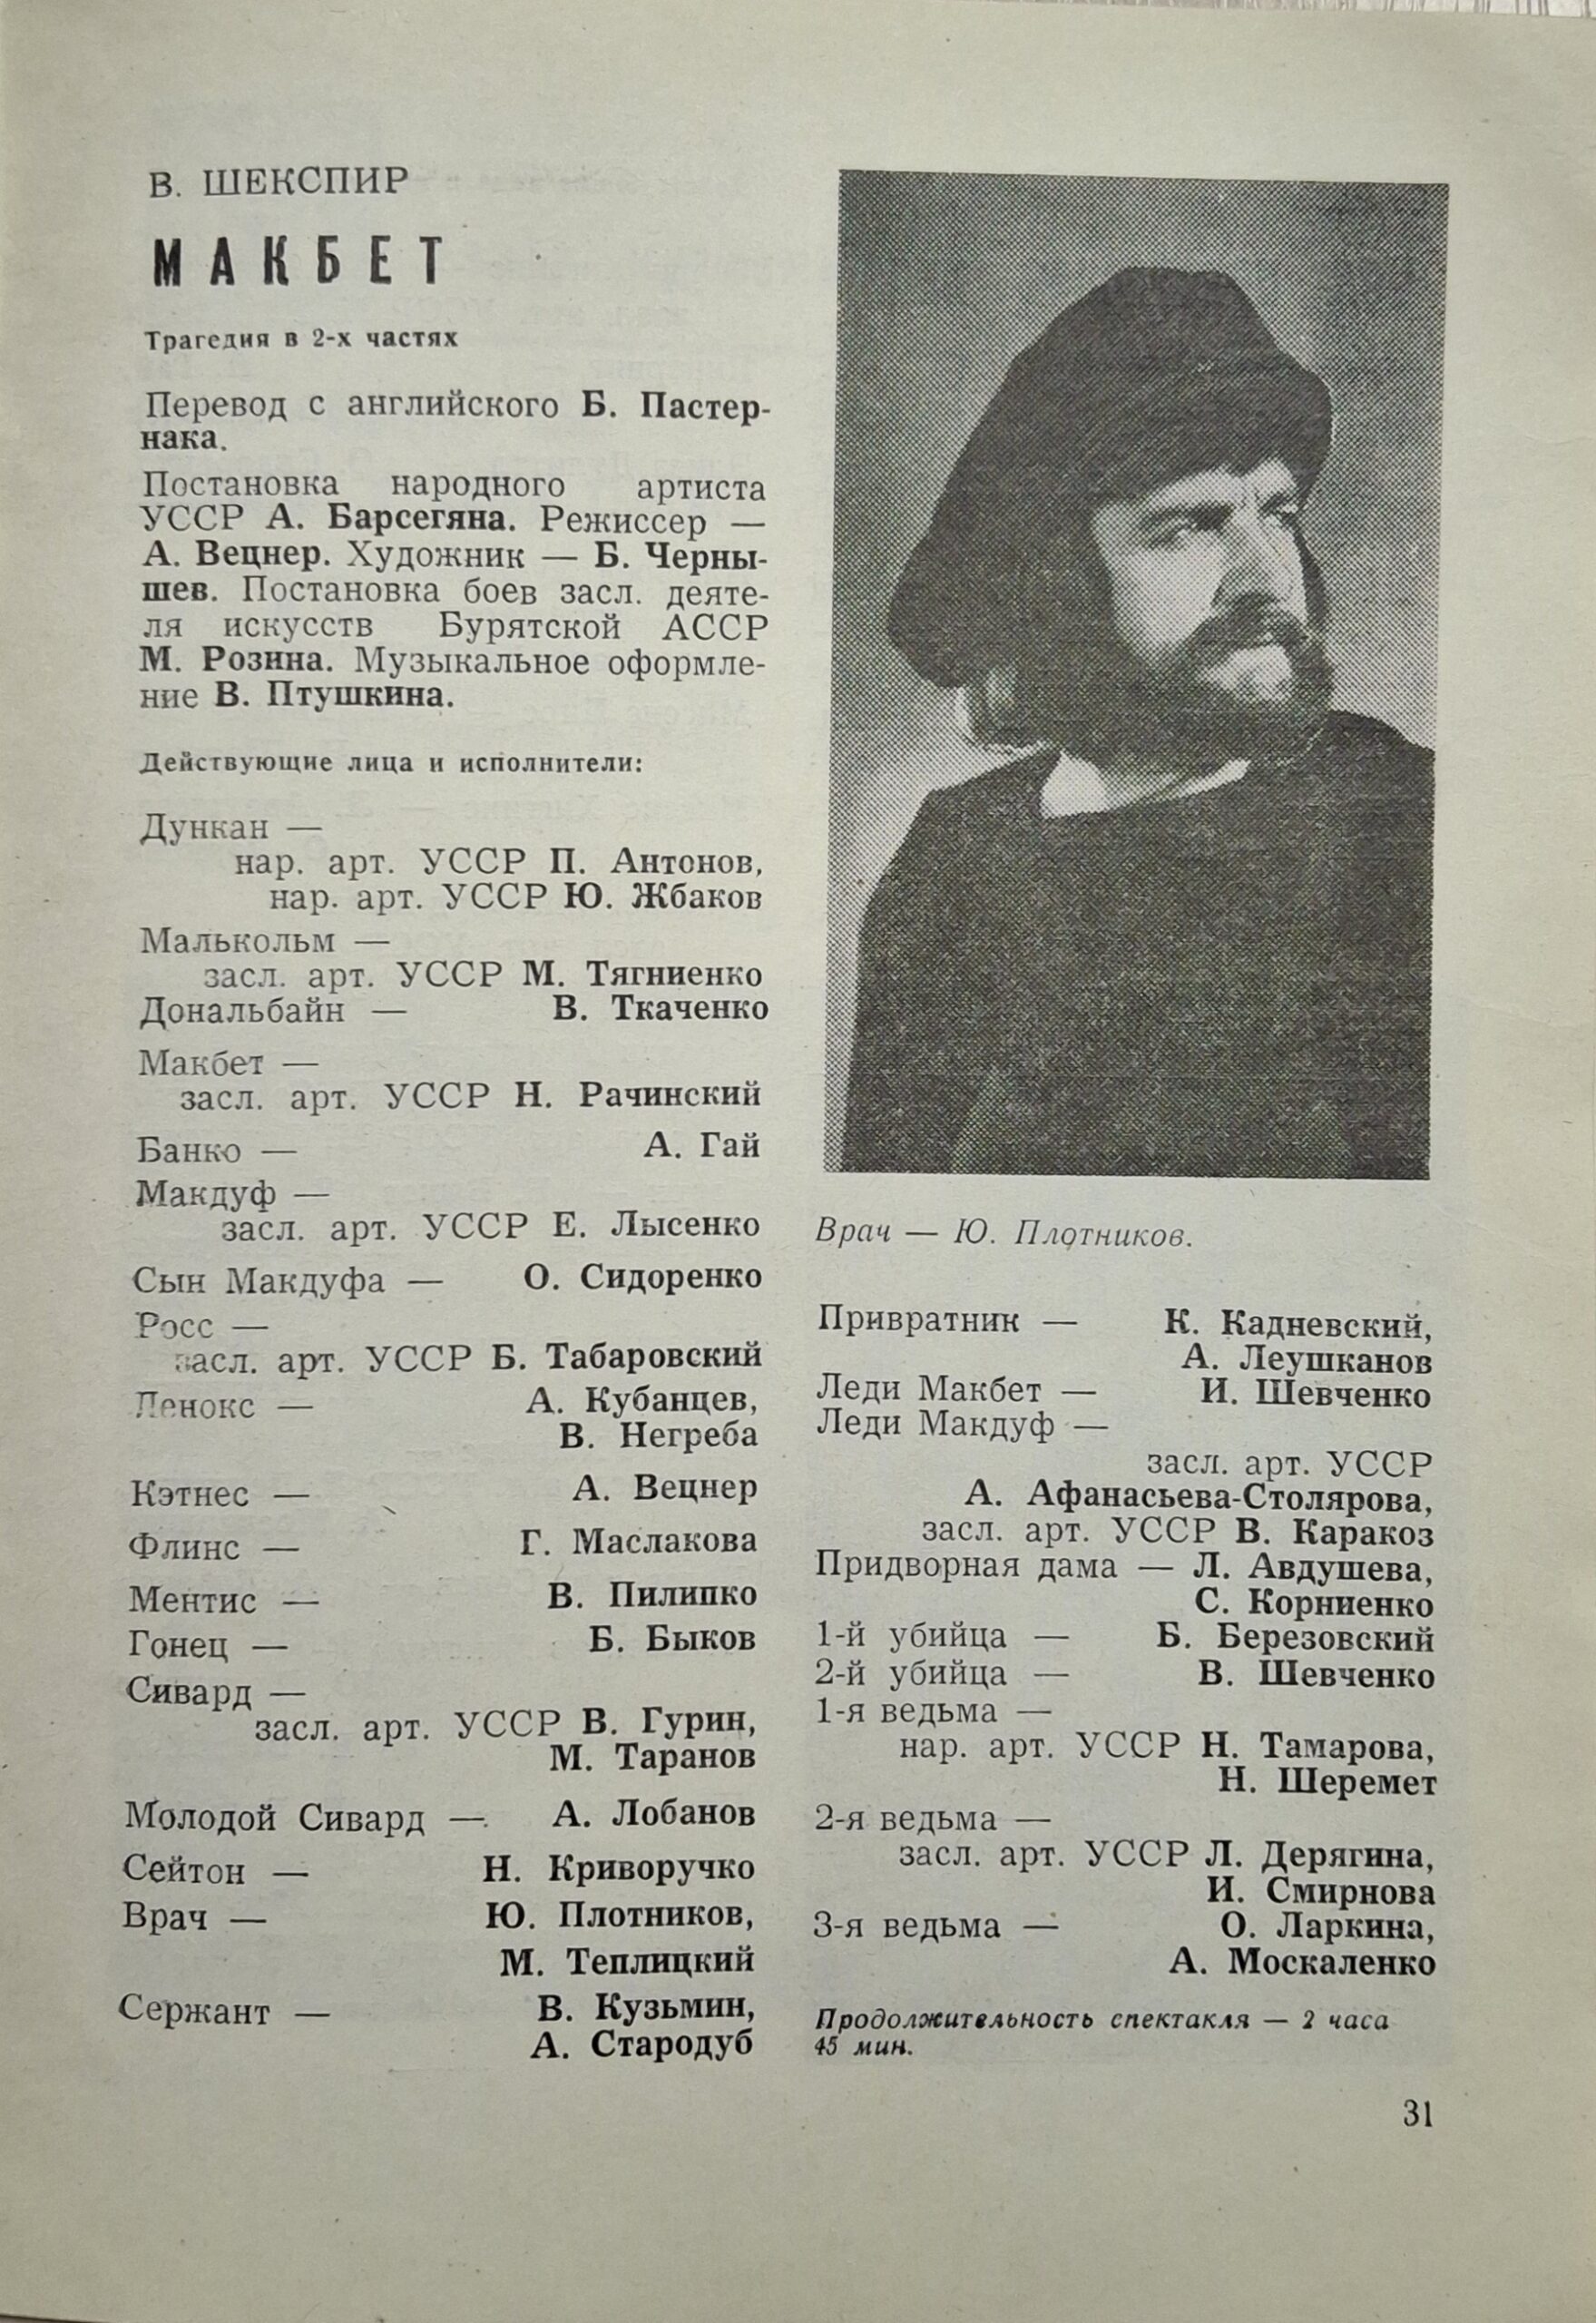 В. ШЕКСПИР
МАКБЕТ
Трагедия в 2-х частях
Перевод с английского Б. Пастер-
нака.
Постановка народного артиста
УССР А. Барсегяна. Режиссер —
А. Вецнер. Художник — Б. Черны-
шев. Постановка боев засл. деяте-
ля искусств Бурятской АССР
М. Розина. Музыкальное оформле-
ние В. Птушкина.
Действующие лица и исполнители:
Дункан —
нар. арт. УССР П. Антонов,
нар. арт. УССР Ю. Жбаков
Малькольм —
засл. арт. УССР М. Тягниенко
Дональбайн — В. Ткаченко
Макбет —
засл. арт. УССР Н. Рачинский
Банко — А. Гай
Макдуф —
засл. арт. УССР Е. Лысенко
Сын Макдуфа — О. Сидоренко
Росс —
засл. арт. УССР Б. Табаровский
Ленокс — А. Кубанцев,
В. Негреба
Кэтнес — А. Вецнер
Флинс — Г. Маслакова
Ментис — В. Пилипко
Гонец — Б. Быков
Сивард —
засл. арт. УССР В. Гурин,
М. Таранов
Молодой Сивард — А. Лобанов
Сейтон — Н. Криворучко
Врач — Ю. Плотников,
М. Теплицкий
Сержант — В. Кузьмин,
А. Стародуб
Врач — Ю. Плотников.
Привратник — К. Кадневский,
А. Леушканов
Леди Макбет — И. Шевченко
Леди Макдуф —
засл. арт. УССР
А. Афанасьева-Столярова,
засл. арт. УССР В. Каракоз
Придворная дама — Л. Авдушева,
С. Корниенко
1-й убийца — Б. Березовский
2-й убийца — В. Шевченко
1-я ведьма —
нар. арт. УССР Н. Тамарова,
Н. Шеремет
2-я ведьма —
засл. арт. УССР Л. Дерягина,
И. Смирнова
3-я ведьма — О. Ларкина,
А. Москаленко
Продолжительность спектакля — 2 часа
45 мин.
31